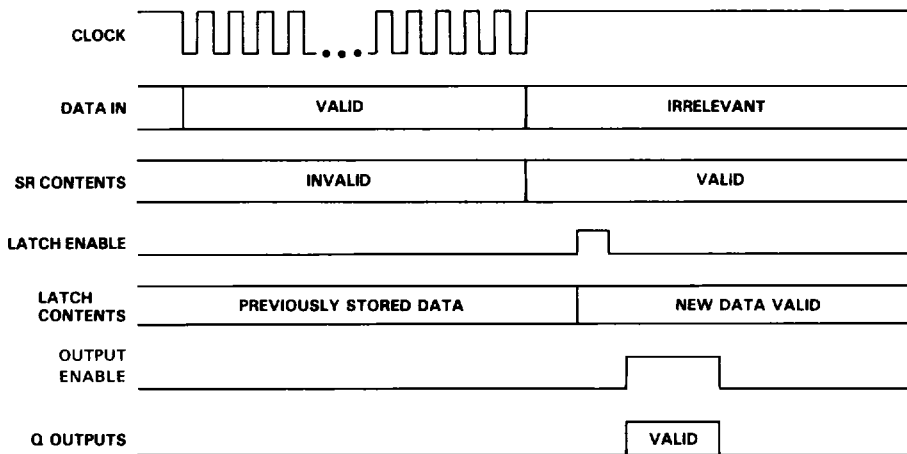 CLOCK
DATA IN VALID IRRELEVANT
SR CONTENTS INVALID VALID
LATCH ENABLE
LATCH
CONTENTS PREVIOUSLY STORED DATA NEW DATA VALID
OUTPUT
ENABLE
Q OUTPUTS VALID